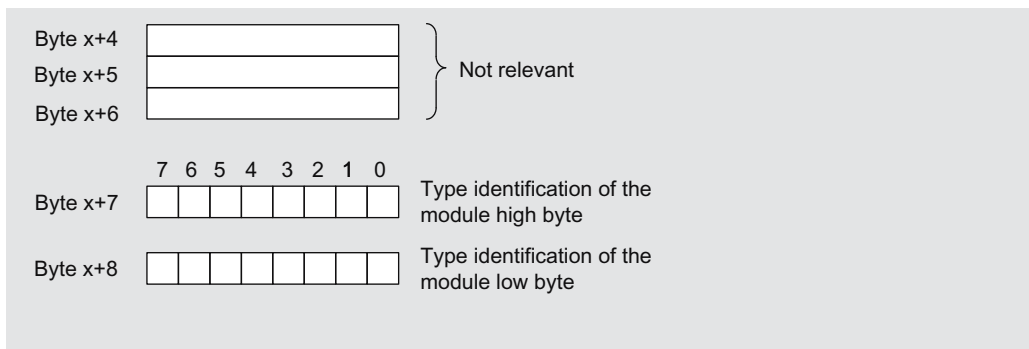 Byte x+4
Byte x+5
Not relevant
Byte x+6
7 6 5 4 3 2 1 0
Byte x+7
Type identification of the
module high byte
Byte x+8
Type identification of the
module low byte